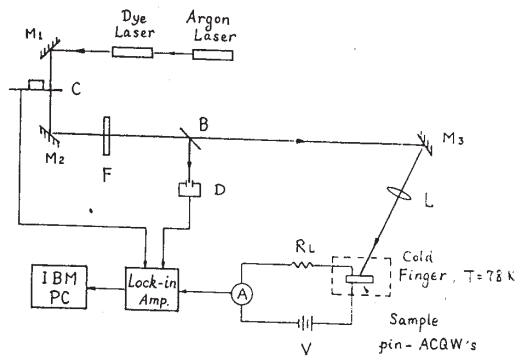 Dye Laser
Argon Laser
M1
C
M2
F
B
D
M3
L
RL
Cold Finger, T=78K
IBM PC
Lock-in Amp.
A
V
Sample
pin-ACQW's